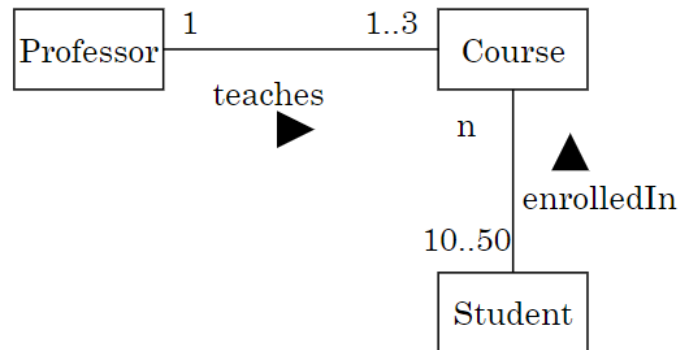 1
1..3
Professor
Course
teaches
n
enrolledIn
10..50
Student